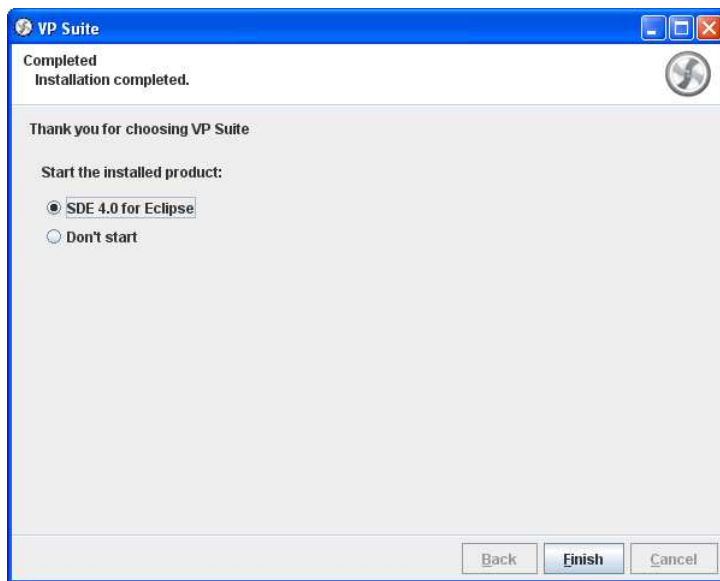 VP Suite
Completed
Installation completed.
Thank you for choosing VP Suite
Start the installed product:
SDE 4.0 for Eclipse
Don't start
Back Finish Cancel